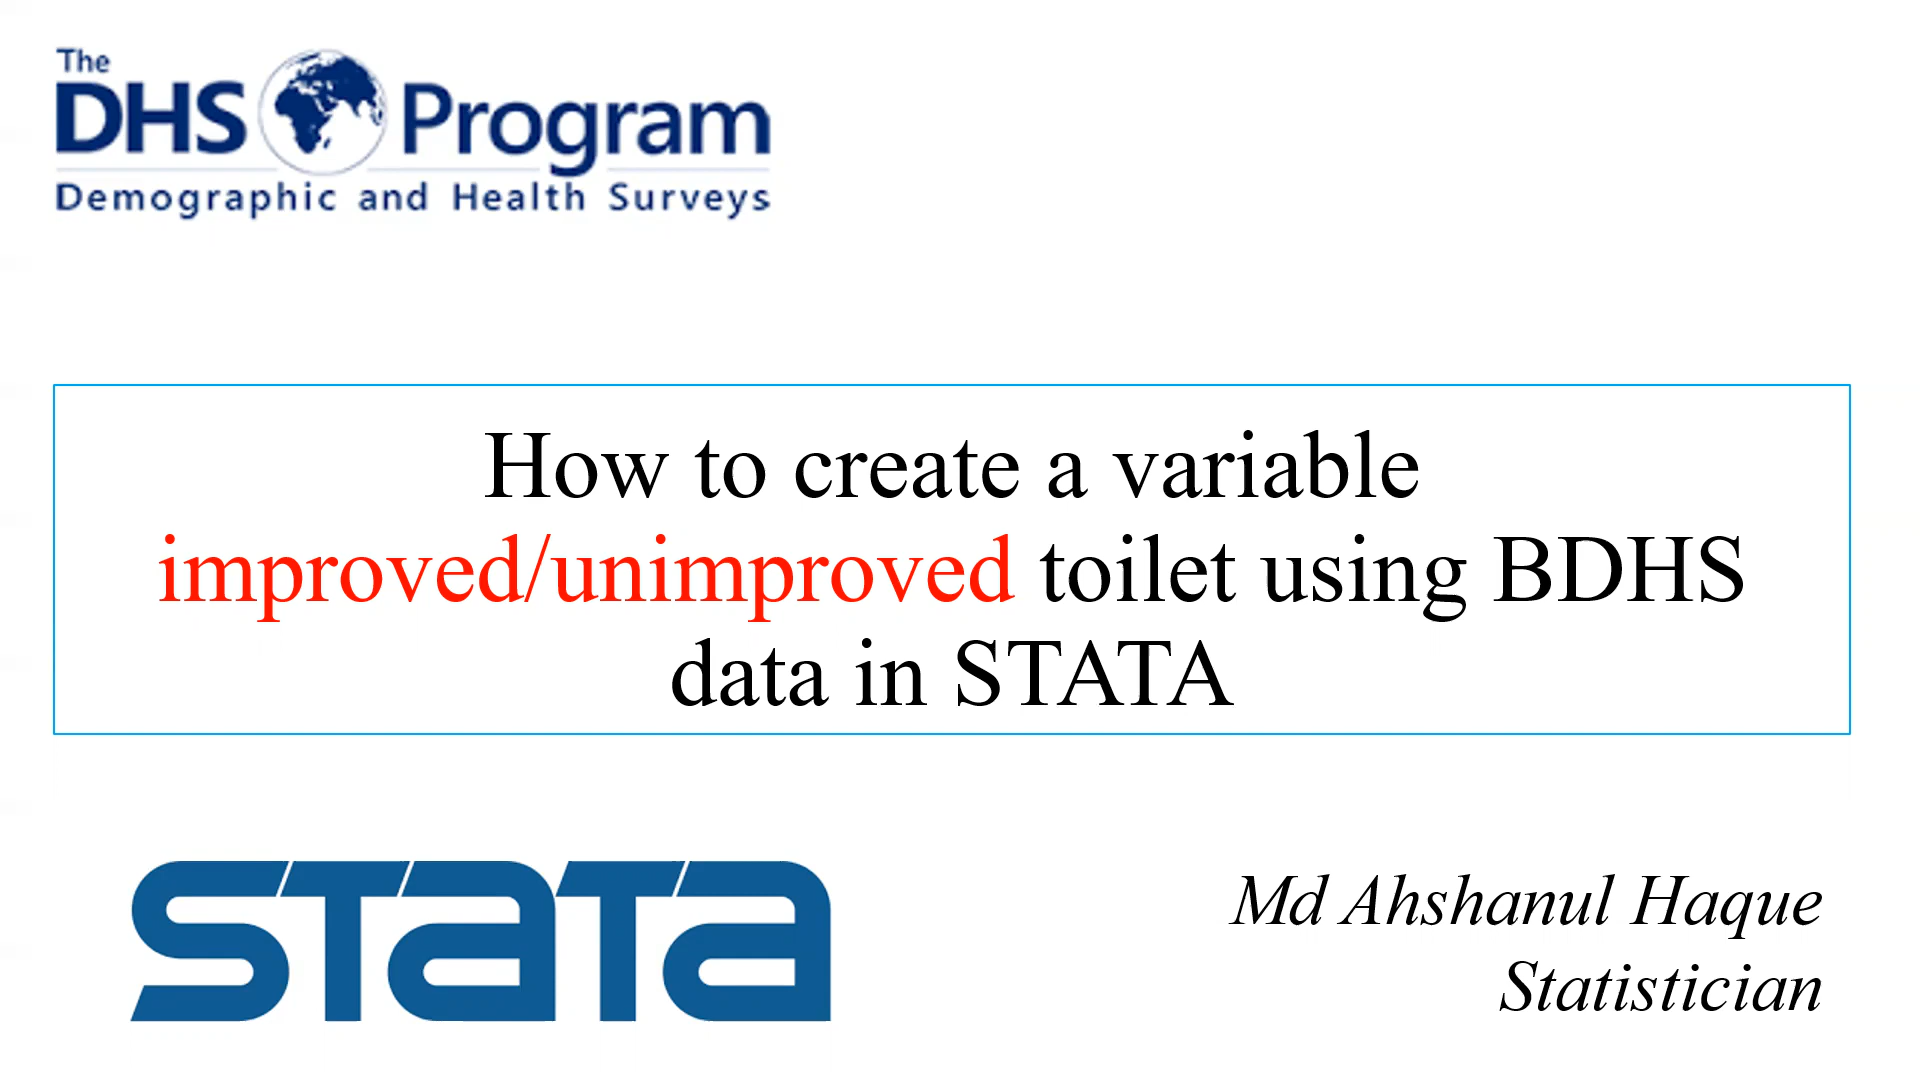 The
DHS Program
Demographic and Health Surveys
How to create a variable
improved/unimproved toilet using BDHS
data in STATA
stata
Md Ahshanul Haque
Statistician